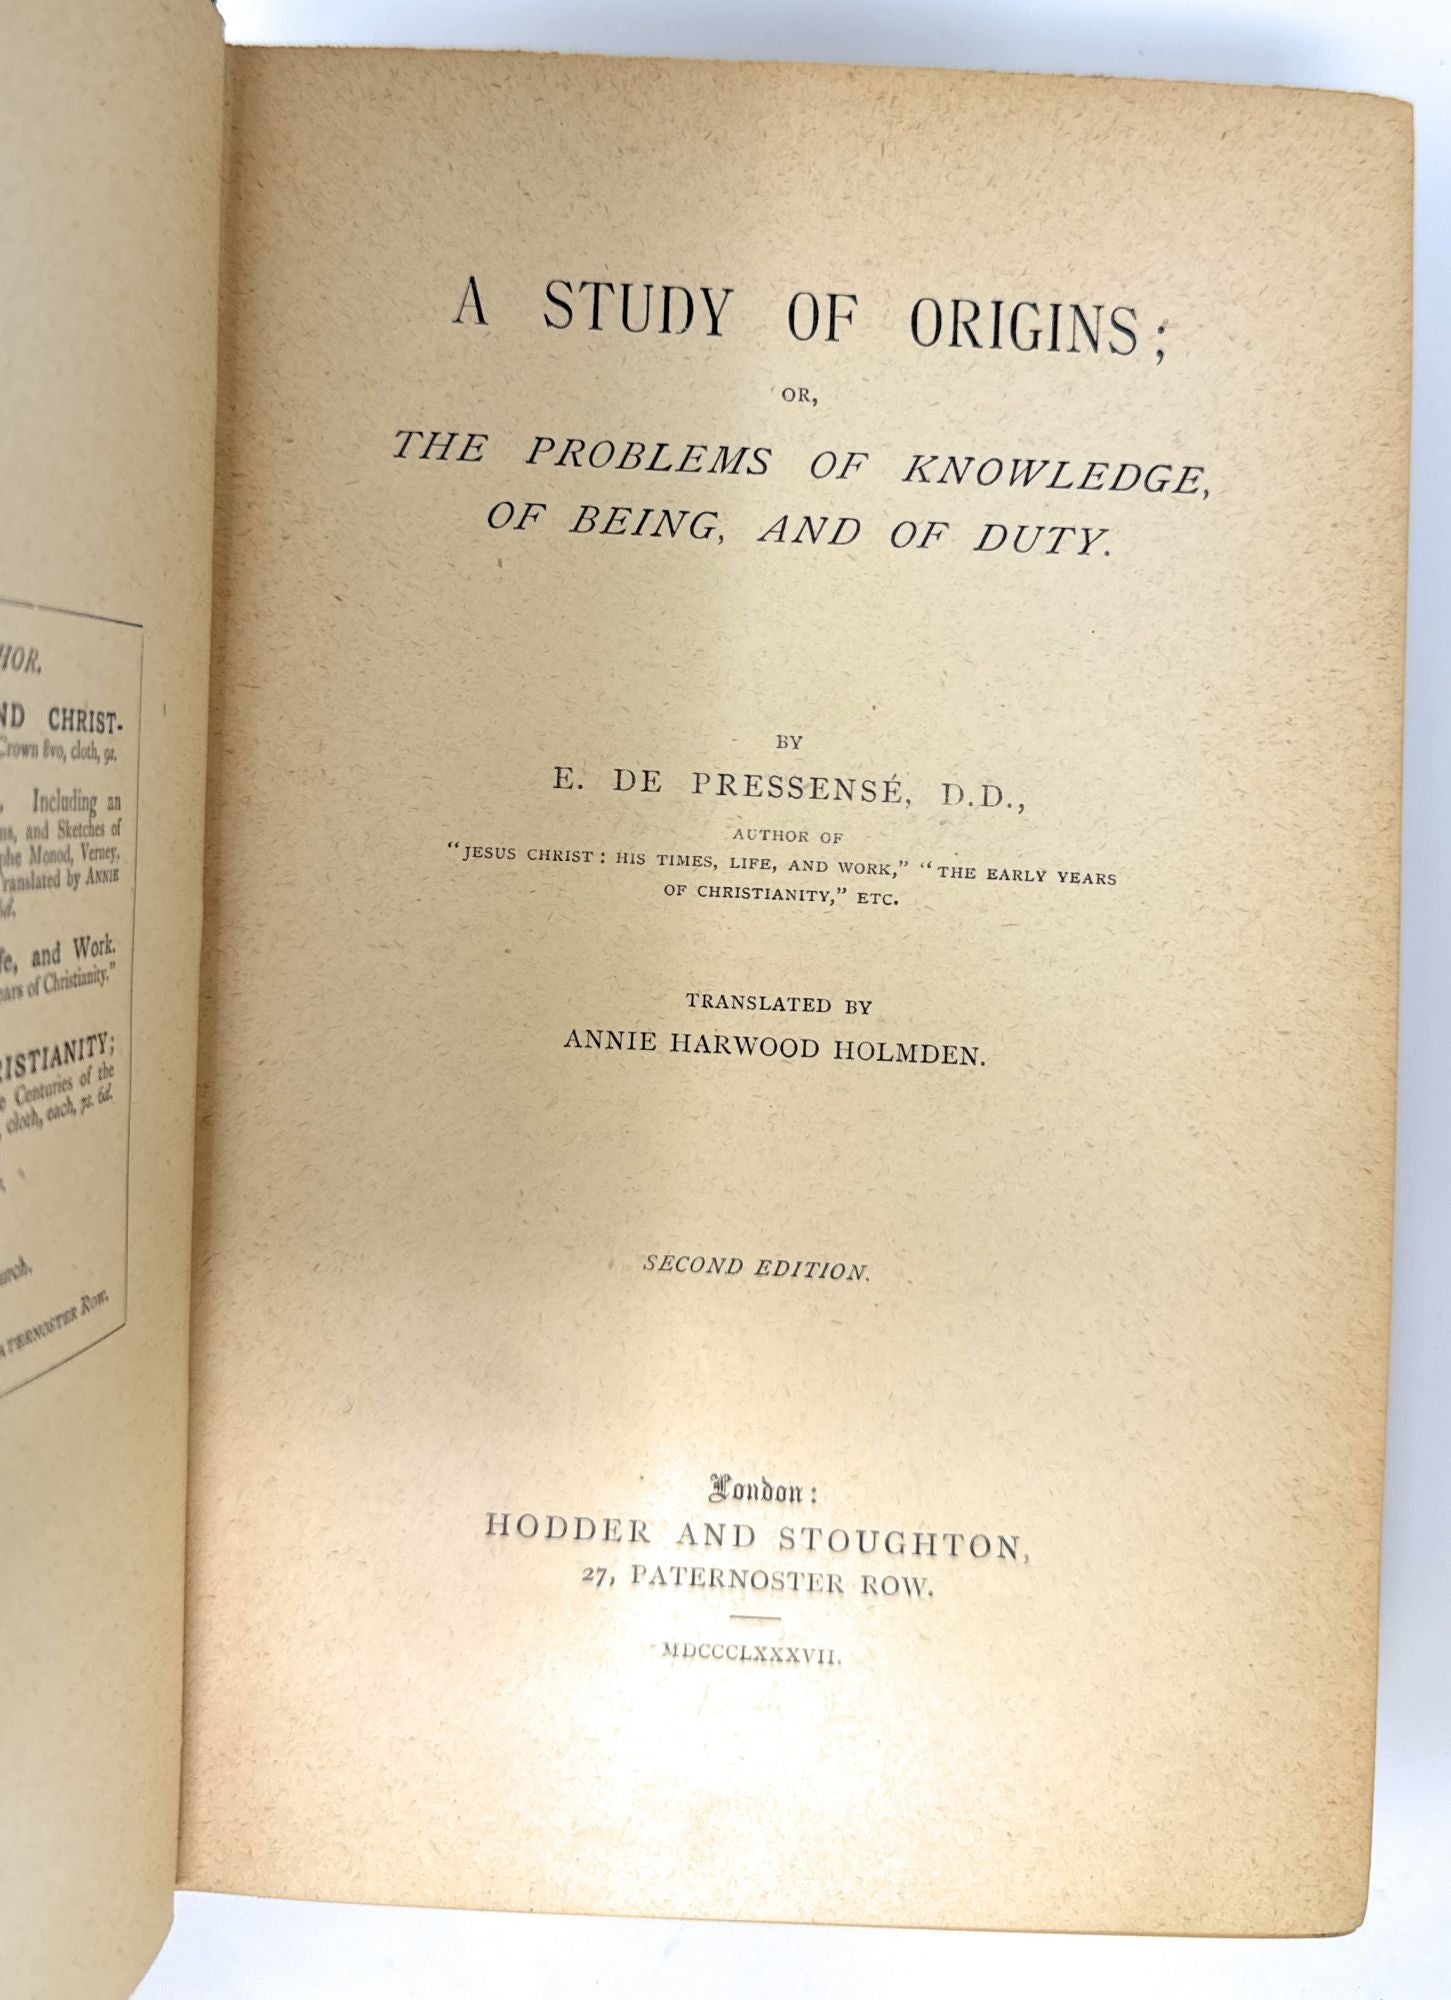 HOR.
ND CHRIST-
Crown 8vo, cloth, 9s.
Including an
and Sketches of
Monod, Verney,
Translated by ANNIE
and Work.
of Christianity."
RISTIANITY;
Centuries of the
cloth, each, 7s. 6d.
PATERNOSTER ROW.
A STUDY OF ORIGINS;
OR,
THE PROBLEMS OF KNOWLEDGE,
OF BEING, AND OF DUTY.
BY
E. DE PRESSENSÉ, D.D.,
AUTHOR OF
"JESUS CHRIST: HIS TIMES, LIFE, AND WORK," "THE EARLY YEARS
OF CHRISTIANITY," ETC.
TRANSLATED BY
ANNIE HARWOOD HOLMDEN.
SECOND EDITION.
London:
HODDER AND STOUGHTON,
27, PATERNOSTER ROW.
MDCCCLXXXVII.